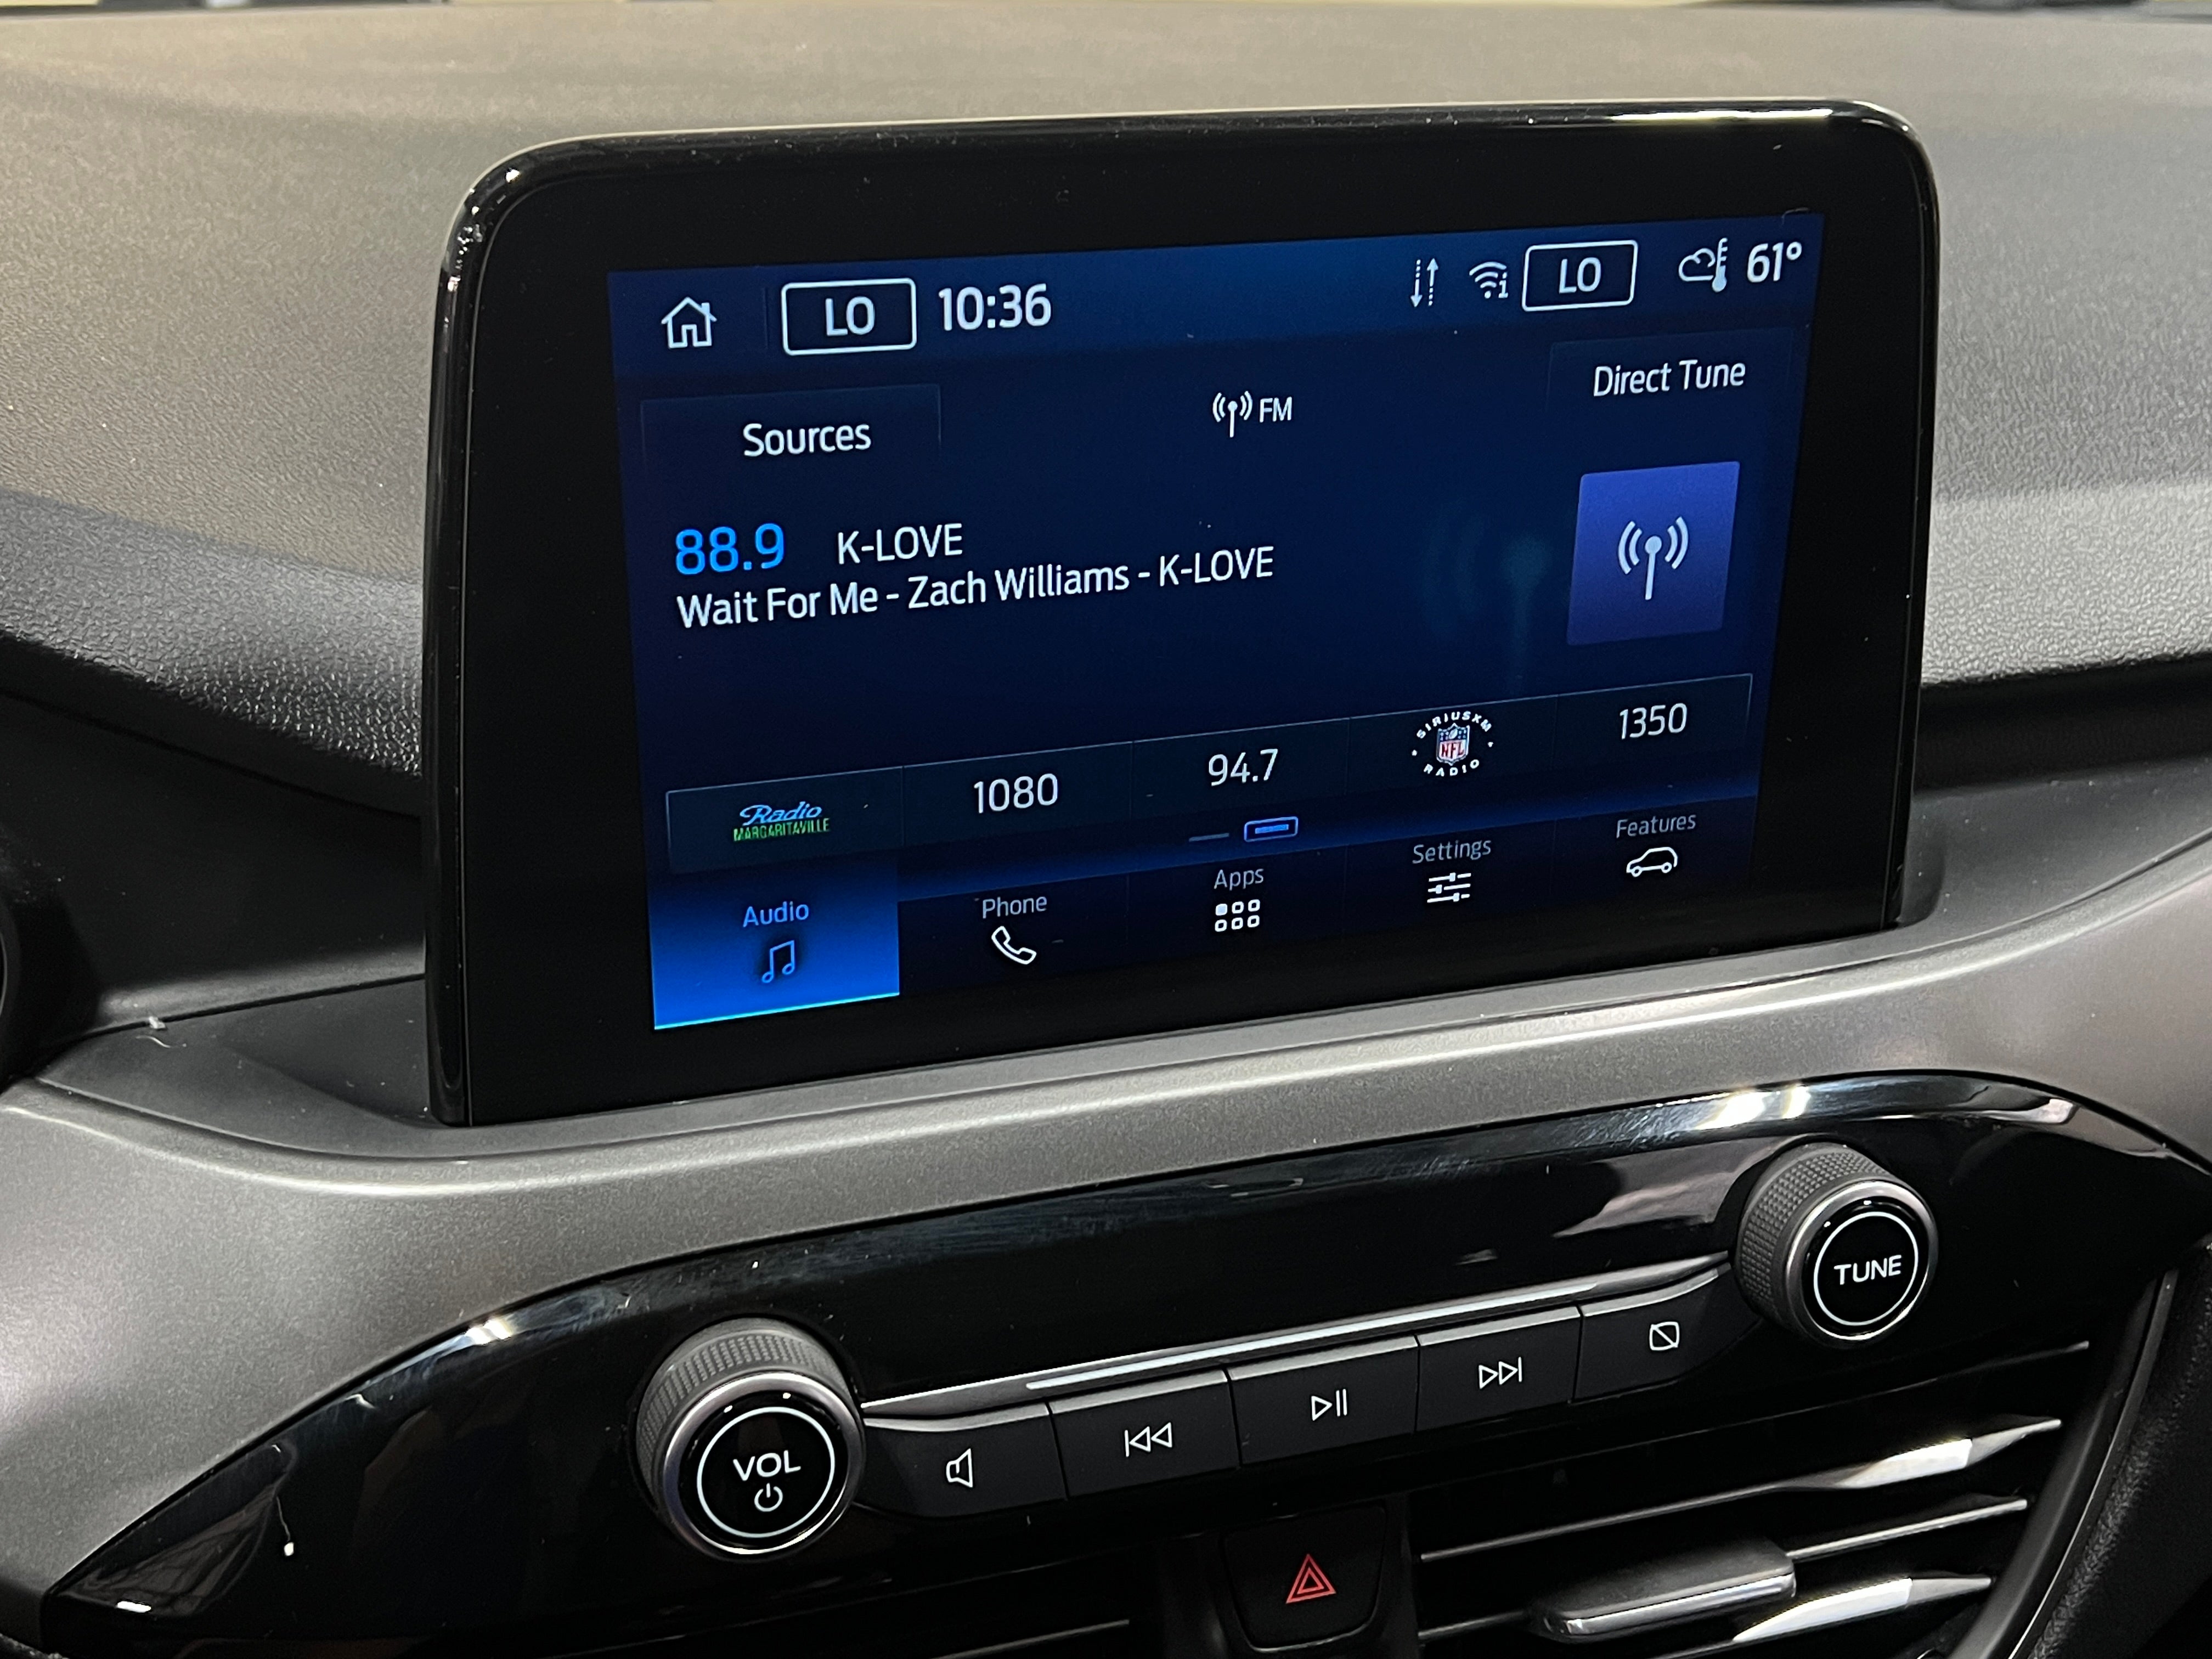 LO 10:36 LO 61°
Sources FM Direct Tune
88.9 K-LOVE
Wait For Me - Zach Williams - K-LOVE
Radio MARGARITAVILLE
1080
94.7
SIRIUSXM NFL RADIO
1350
Audio
Phone
Apps
Settings
Features
VOL
TUNE